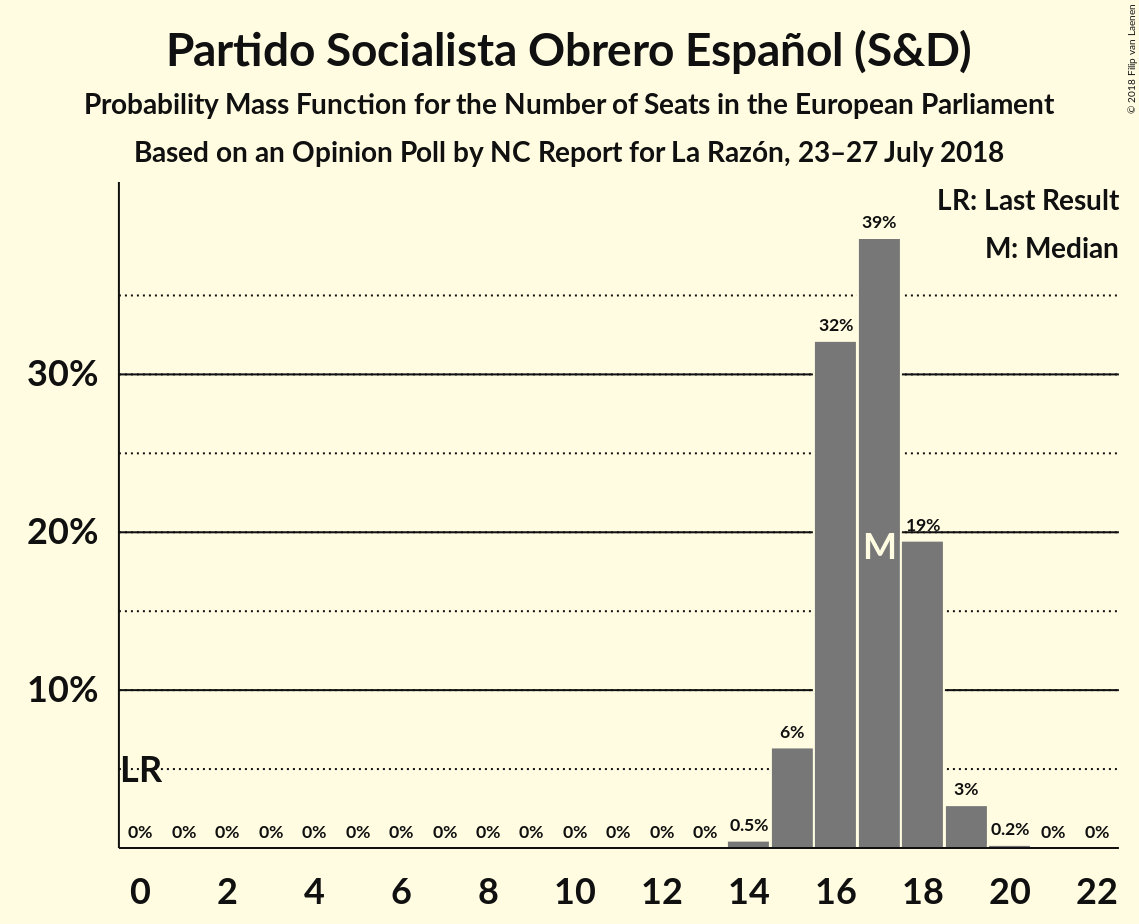 Partido Socialista Obrero Español (S&D)
Probability Mass Function for the Number of Seats in the European Parliament
Based on an Opinion Poll by NC Report for La Razón, 23–27 July 2018
© 2018 Filip van Laenen
LR: Last Result
M: Median
39%
32%
30%
20%
19%
M
10%
6%
LR
3%
0% 0% 0% 0% 0% 0% 0% 0% 0% 0% 0% 0% 0% 0% 0.5% 0.2% 0% 0%
0 2 4 6 8 10 12 14 16 18 20 22